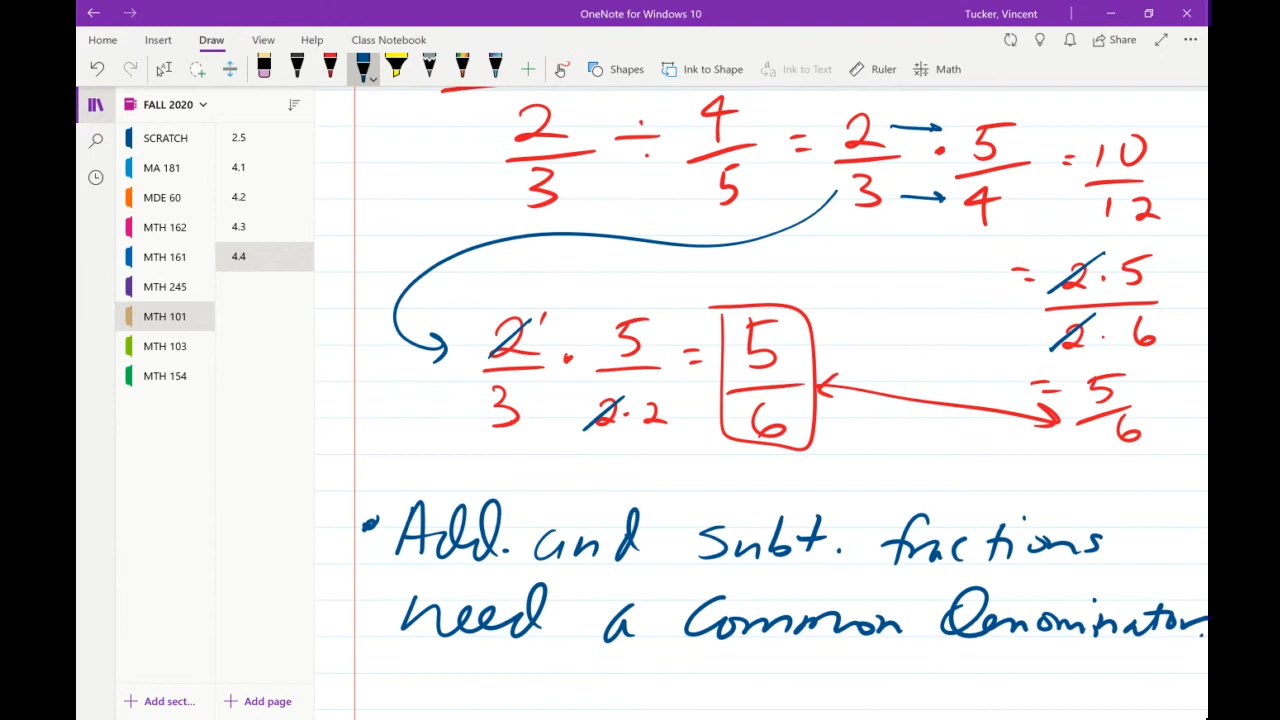 OneNote for Windows 10
Tucker, Vincent
Home Insert Draw View Help Class Notebook
Share
Shapes Ink to Shape Ink to Text Ruler Math
FALL 2020
SCRATCH
MA 181
MDE 60
MTH 162
MTH 161
MTH 245
MTH 101
MTH 103
MTH 154
2.5
4.1
4.2
4.3
4.4
2/3 ÷ 4/5 = 2/3 · 5/4 = 10/12
= 2·5/2·6
2/3 ¹ · 5/2·2 = 5/6
= 5/6
• Add. and subt. fractions
need a Common Denominator.
Add sect...
Add page